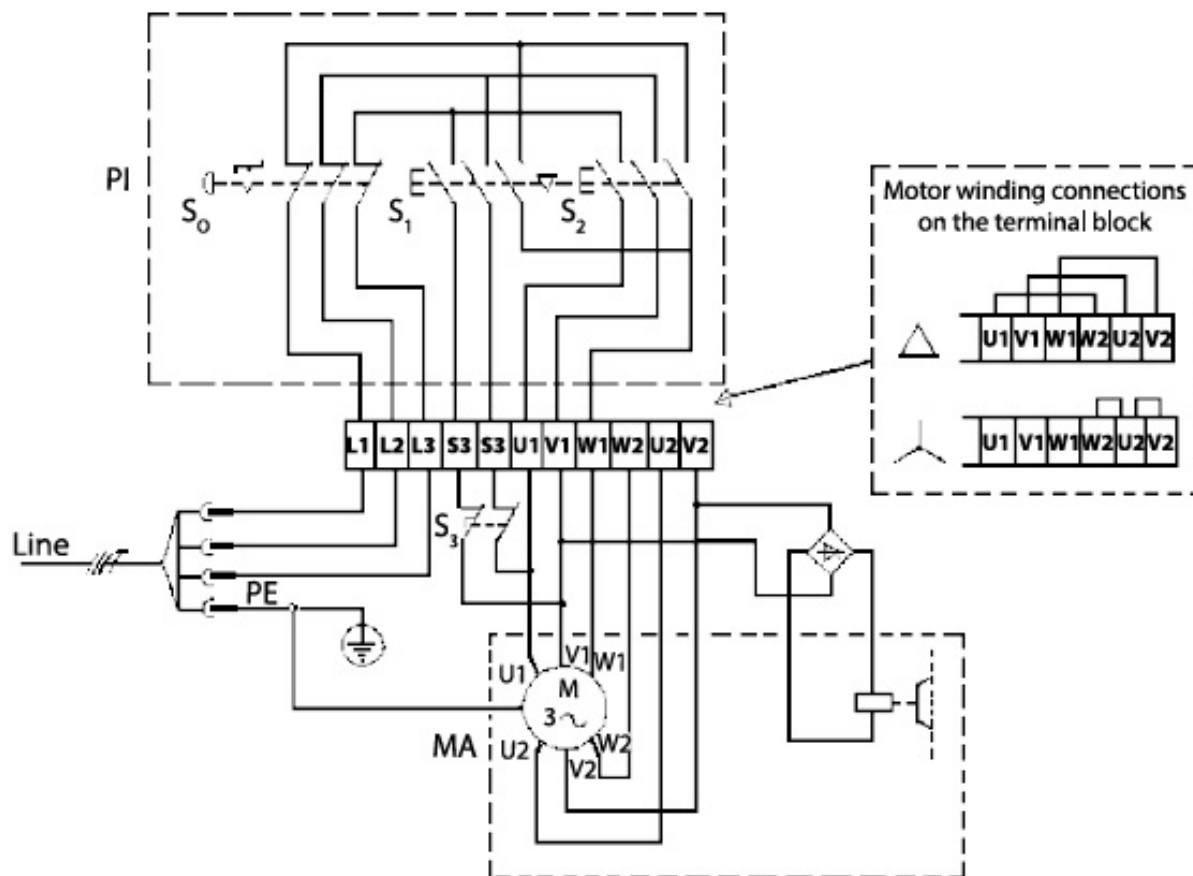 PI
S0
S1
S2
Motor winding connections
on the terminal block
U1 V1 W1 W2 U2 V2
U1 V1 W1 W2 U2 V2
L1 L2 L3 S3 S3 U1 V1 W1 W2 U2 V2
S3
Line
PE
U1 V1 W1
M
3 ~
MA
U2 V2 W2